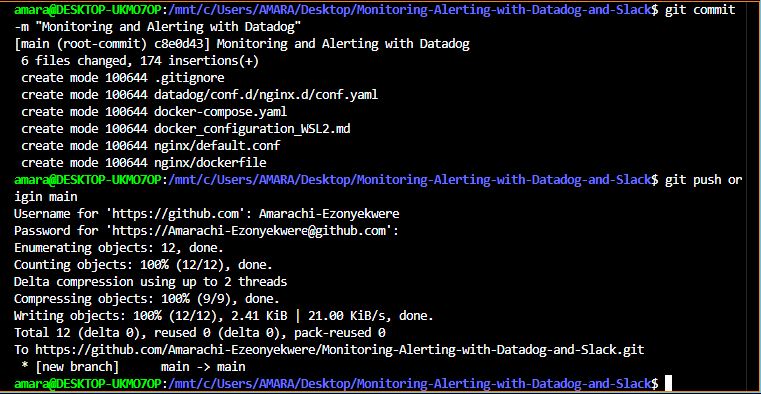 amara@DESKTOP-UKMO7OP:/mnt/c/Users/AMARA/Desktop/Monitoring-Alerting-with-Datadog-and-Slack$ git commit
-m "Monitoring and Alerting with Datadog"
[main (root-commit) c8e0d43] Monitoring and Alerting with Datadog
 6 files changed, 174 insertions(+)
 create mode 100644 .gitignore
 create mode 100644 datadog/conf.d/nginx.d/conf.yaml
 create mode 100644 docker-compose.yaml
 create mode 100644 docker_configuration_WSL2.md
 create mode 100644 nginx/default.conf
 create mode 100644 nginx/dockerfile
amara@DESKTOP-UKMO7OP:/mnt/c/Users/AMARA/Desktop/Monitoring-Alerting-with-Datadog-and-Slack$ git push or
igin main
Username for 'https://github.com': Amarachi-Ezonyekwere
Password for 'https://Amarachi-Ezonyekwere@github.com':
Enumerating objects: 12, done.
Counting objects: 100% (12/12), done.
Delta compression using up to 2 threads
Compressing objects: 100% (9/9), done.
Writing objects: 100% (12/12), 2.41 KiB | 21.00 KiB/s, done.
Total 12 (delta 0), reused 0 (delta 0), pack-reused 0
To https://github.com/Amarachi-Ezeonyekwere/Monitoring-Alerting-with-Datadog-and-Slack.git
 * [new branch]      main -> main
amara@DESKTOP-UKMO7OP:/mnt/c/Users/AMARA/Desktop/Monitoring-Alerting-with-Datadog-and-Slack$